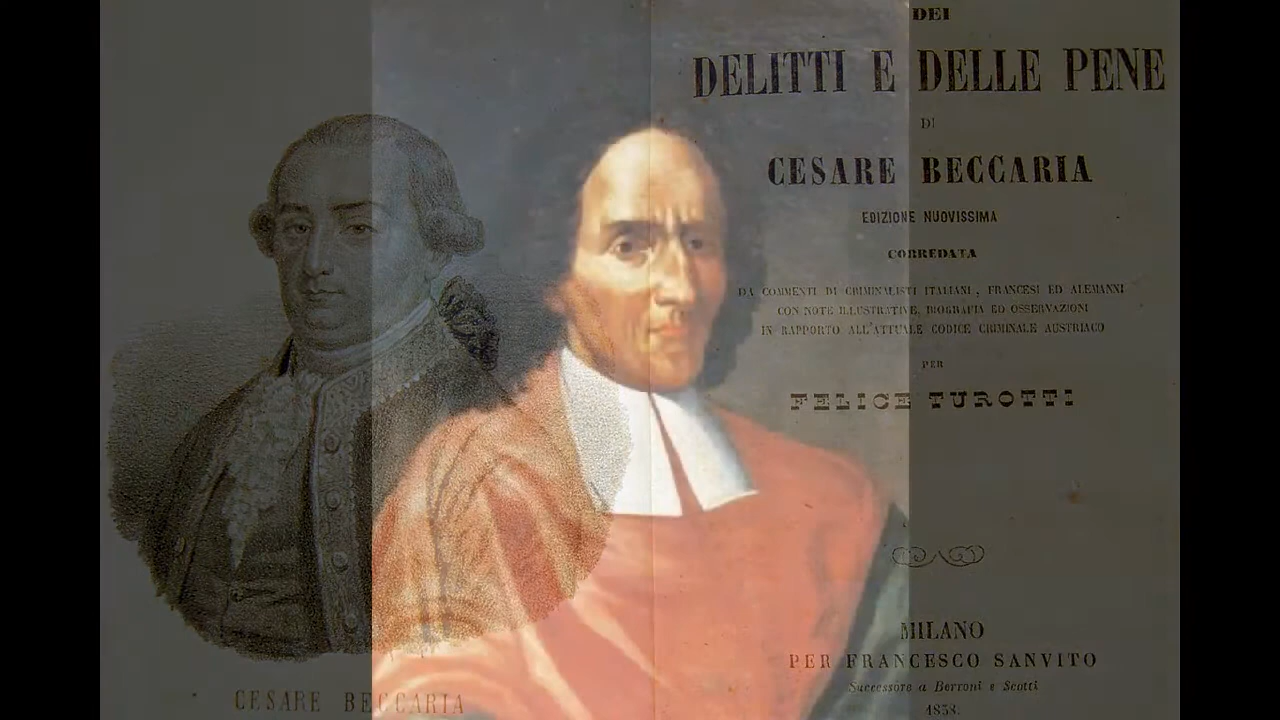 DEI
DELITTI E DELLE PENE
DI
CESARE BECCARIA
EDIZIONE NUOVISSIMA
CORREDATA
DA COMMENTI DI CRIMINALISTI ITALIANI, FRANCESI ED ALEMANNI
CON NOTE ILLUSTRATIVE, BIOGRAFIA ED OSSERVAZIONI
IN RAPPORTO ALL'ATTUALE CODICE CRIMINALE AUSTRIACO
PER
FELICE TUROTTI
MILANO
PER FRANCESCO SANVITO
Successore a Borroni e Scotti
1858.
CESARE BECCARIA